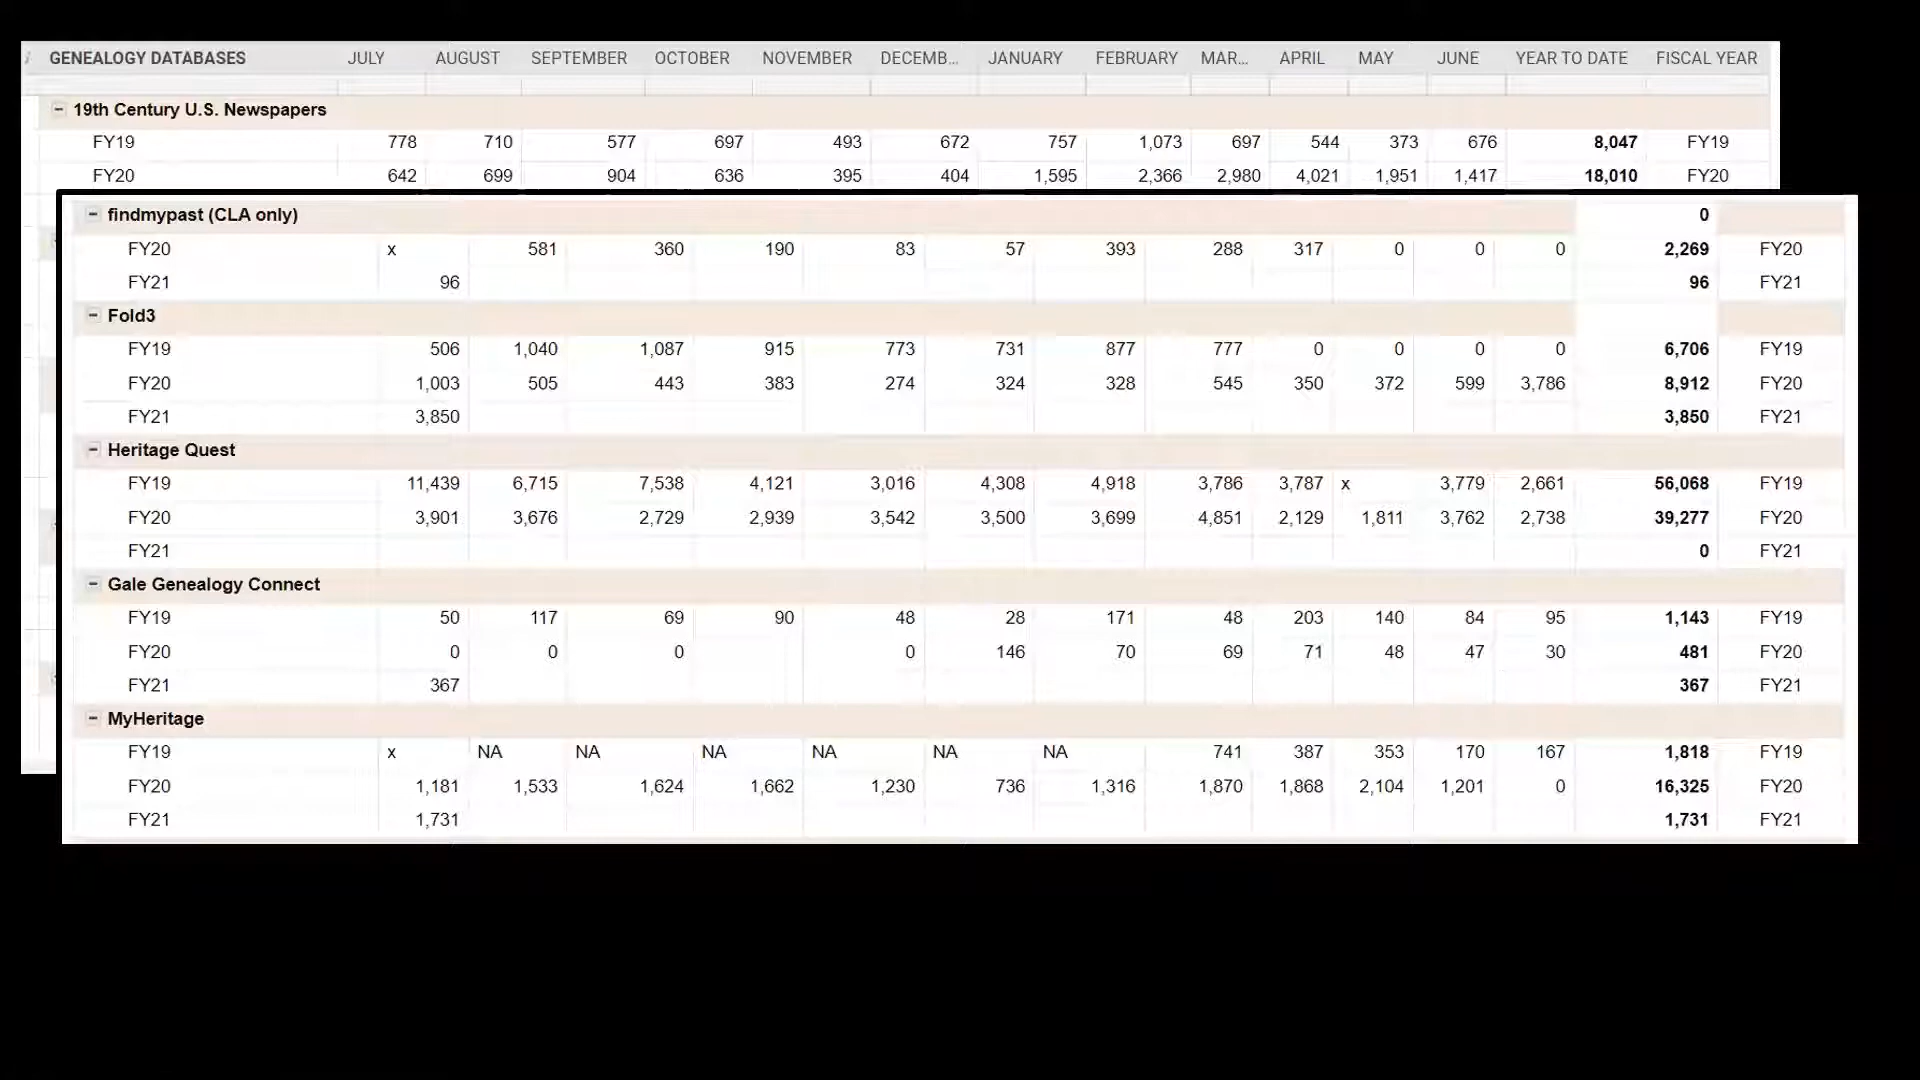 GENEALOGY DATABASES JULY AUGUST SEPTEMBER OCTOBER NOVEMBER DECEMB... JANUARY FEBRUARY MAR... APRIL MAY JUNE YEAR TO DATE FISCAL YEAR
19th Century U.S. Newspapers
FY19 778 710 577 697 493 672 757 1,073 697 544 373 676 8,047 FY19
FY20 642 699 904 636 395 404 1,595 2,366 2,980 4,021 1,951 1,417 18,010 FY20
findmypast (CLA only) 0
FY20 x 581 360 190 83 57 393 288 317 0 0 0 2,269 FY20
FY21 96 96 FY21
Fold3
FY19 506 1,040 1,087 915 773 731 877 777 0 0 0 0 6,706 FY19
FY20 1,003 505 443 383 274 324 328 545 350 372 599 3,786 8,912 FY20
FY21 3,850 3,850 FY21
Heritage Quest
FY19 11,439 6,715 7,538 4,121 3,016 4,308 4,918 3,786 3,787 x 3,779 2,661 56,068 FY19
FY20 3,901 3,676 2,729 2,939 3,542 3,500 3,699 4,851 2,129 1,811 3,762 2,738 39,277 FY20
FY21 0 FY21
Gale Genealogy Connect
FY19 50 117 69 90 48 28 171 48 203 140 84 95 1,143 FY19
FY20 0 0 0 0 146 70 69 71 48 47 30 481 FY20
FY21 367 367 FY21
MyHeritage
FY19 x NA NA NA NA NA NA 741 387 353 170 167 1,818 FY19
FY20 1,181 1,533 1,624 1,662 1,230 736 1,316 1,870 1,868 2,104 1,201 0 16,325 FY20
FY21 1,731 1,731 FY21